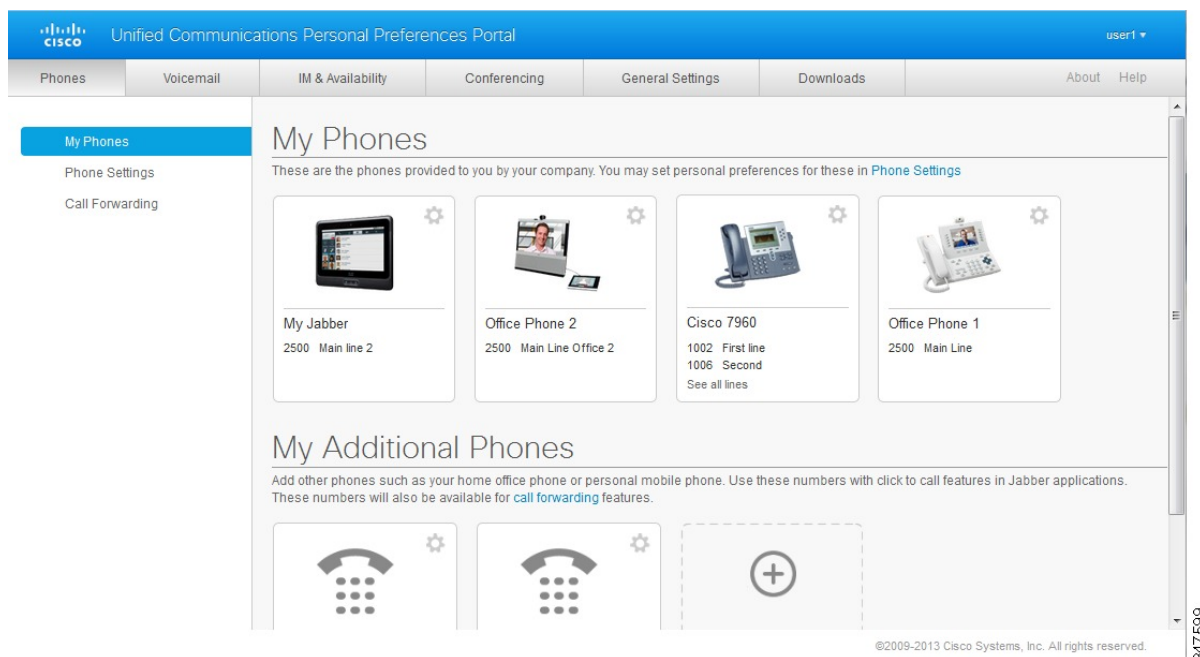 CISCO Unified Communications Personal Preferences Portal user1
Phones Voicemail IM & Availability Conferencing General Settings Downloads About Help
My Phones
Phone Settings
Call Forwarding
My Phones
These are the phones provided to you by your company. You may set personal preferences for these in Phone Settings
My Jabber
2500 Main line 2
Office Phone 2
2500 Main Line Office 2
Cisco 7960
1002 First line
1006 Second
See all lines
Office Phone 1
2500 Main Line
My Additional Phones
Add other phones such as your home office phone or personal mobile phone. Use these numbers with click to call features in Jabber applications.
These numbers will also be available for call forwarding features.
©2009-2013 Cisco Systems, Inc. All rights reserved.